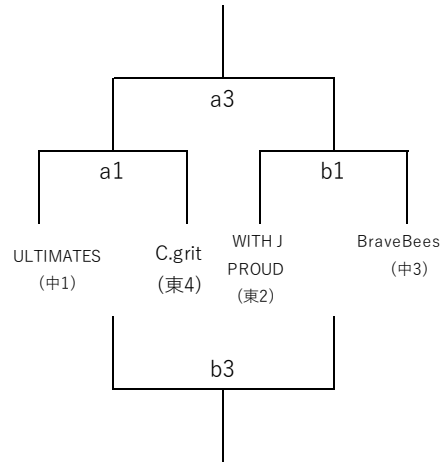 a3
a1
b1
ULTIMATES
(中1)
C.grit
(東4)
WITH J
PROUD
(東2)
BraveBees
(中3)
b3